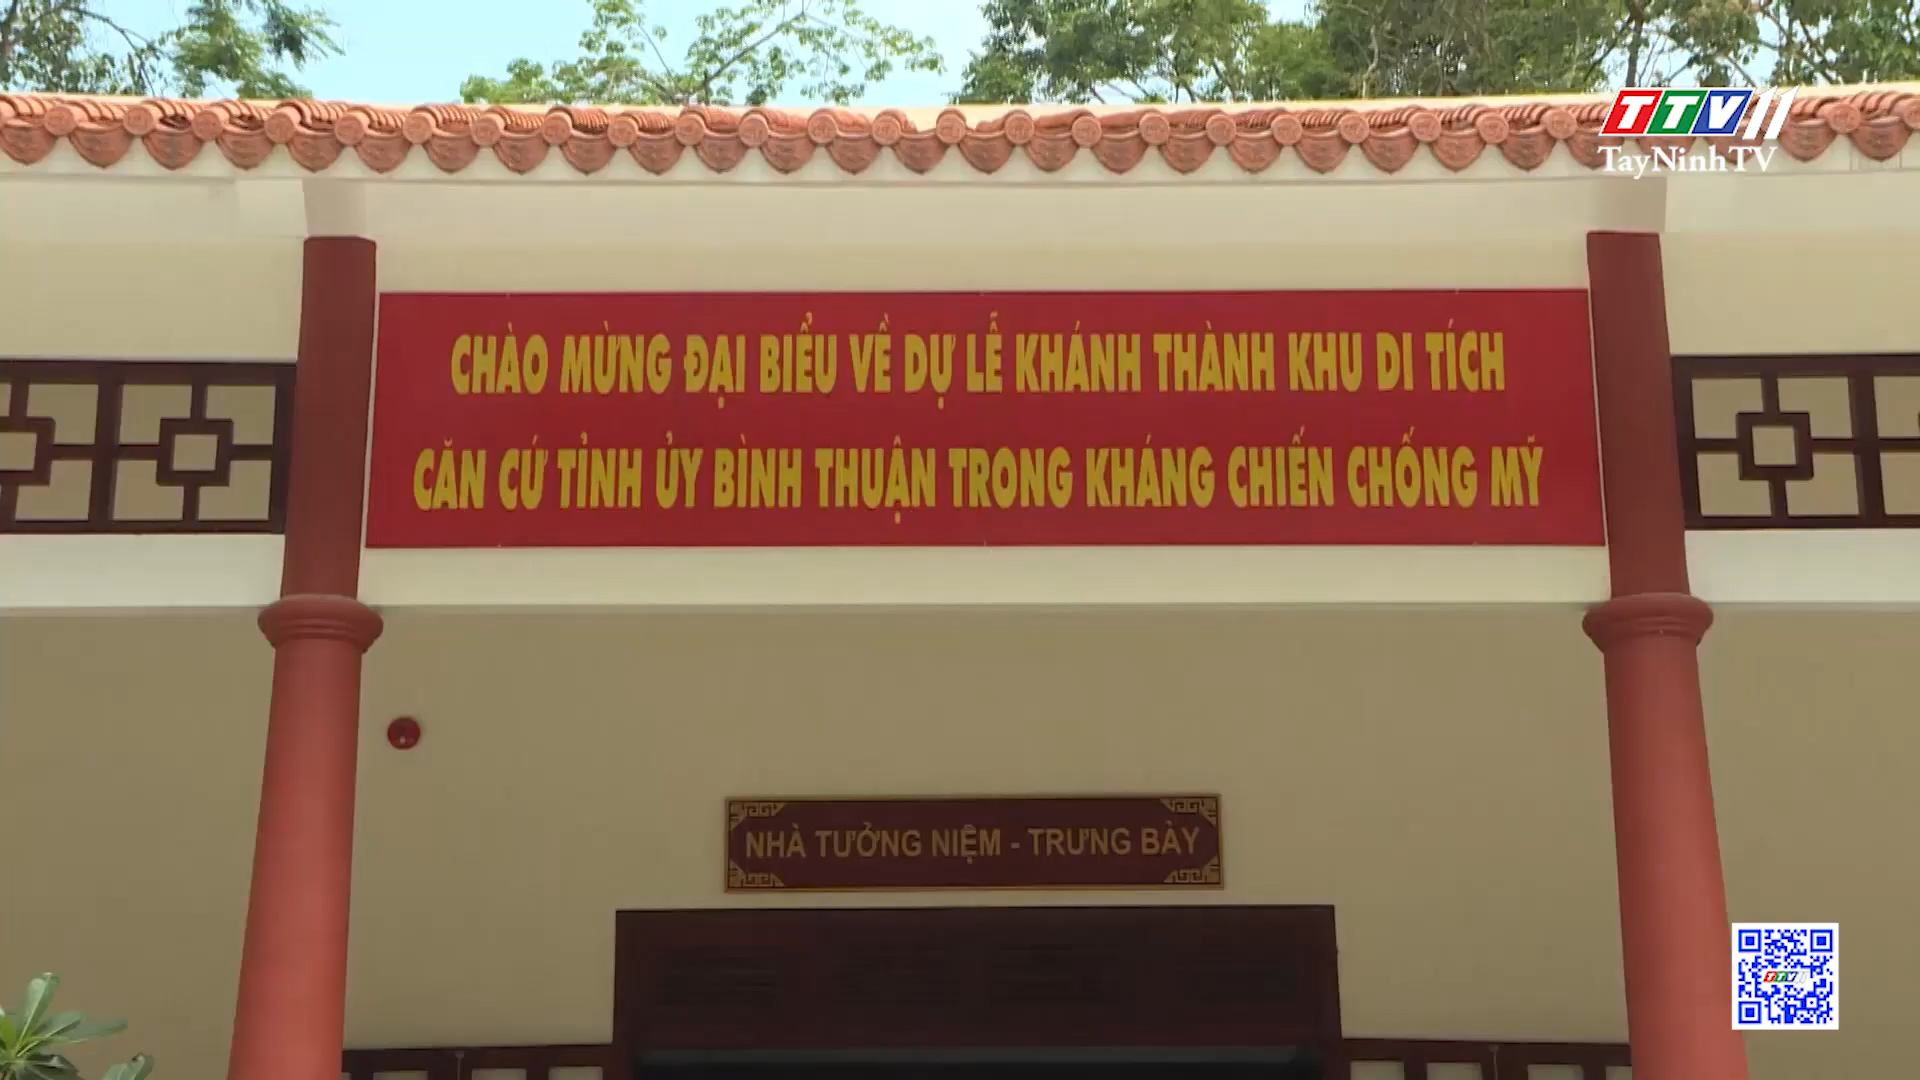 TTV11
TayNinhTV
CHÀO MỪNG ĐẠI BIỂU VỀ DỰ LỄ KHÁNH THÀNH KHU DI TÍCH
CĂN CỨ TỈNH ỦY BÌNH THUẬN TRONG KHÁNG CHIẾN CHỐNG MỸ
NHÀ TƯỞNG NIỆM - TRƯNG BÀY
TTV11